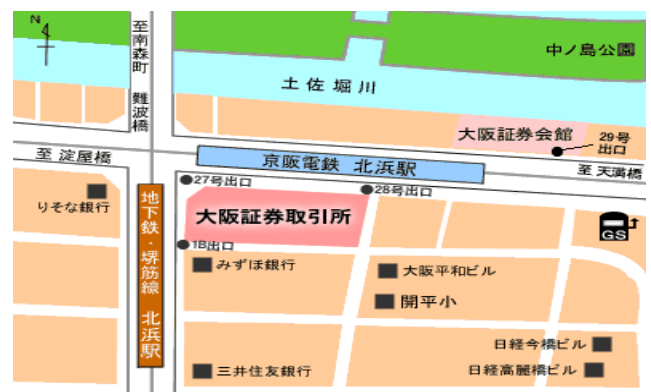 N
至南森町
難波橋
中ノ島公園
土佐堀川
大阪証券会館
29号
出口
至 淀屋橋
京阪電鉄 北浜駅
至 天満橋
27号出口
28号出口
りそな銀行
地下鉄・堺筋線 北浜駅
大阪証券取引所
GS
1B出口
みずほ銀行
大阪平和ビル
開平小
日経今橋ビル
三井住友銀行
日経高麗橋ビル